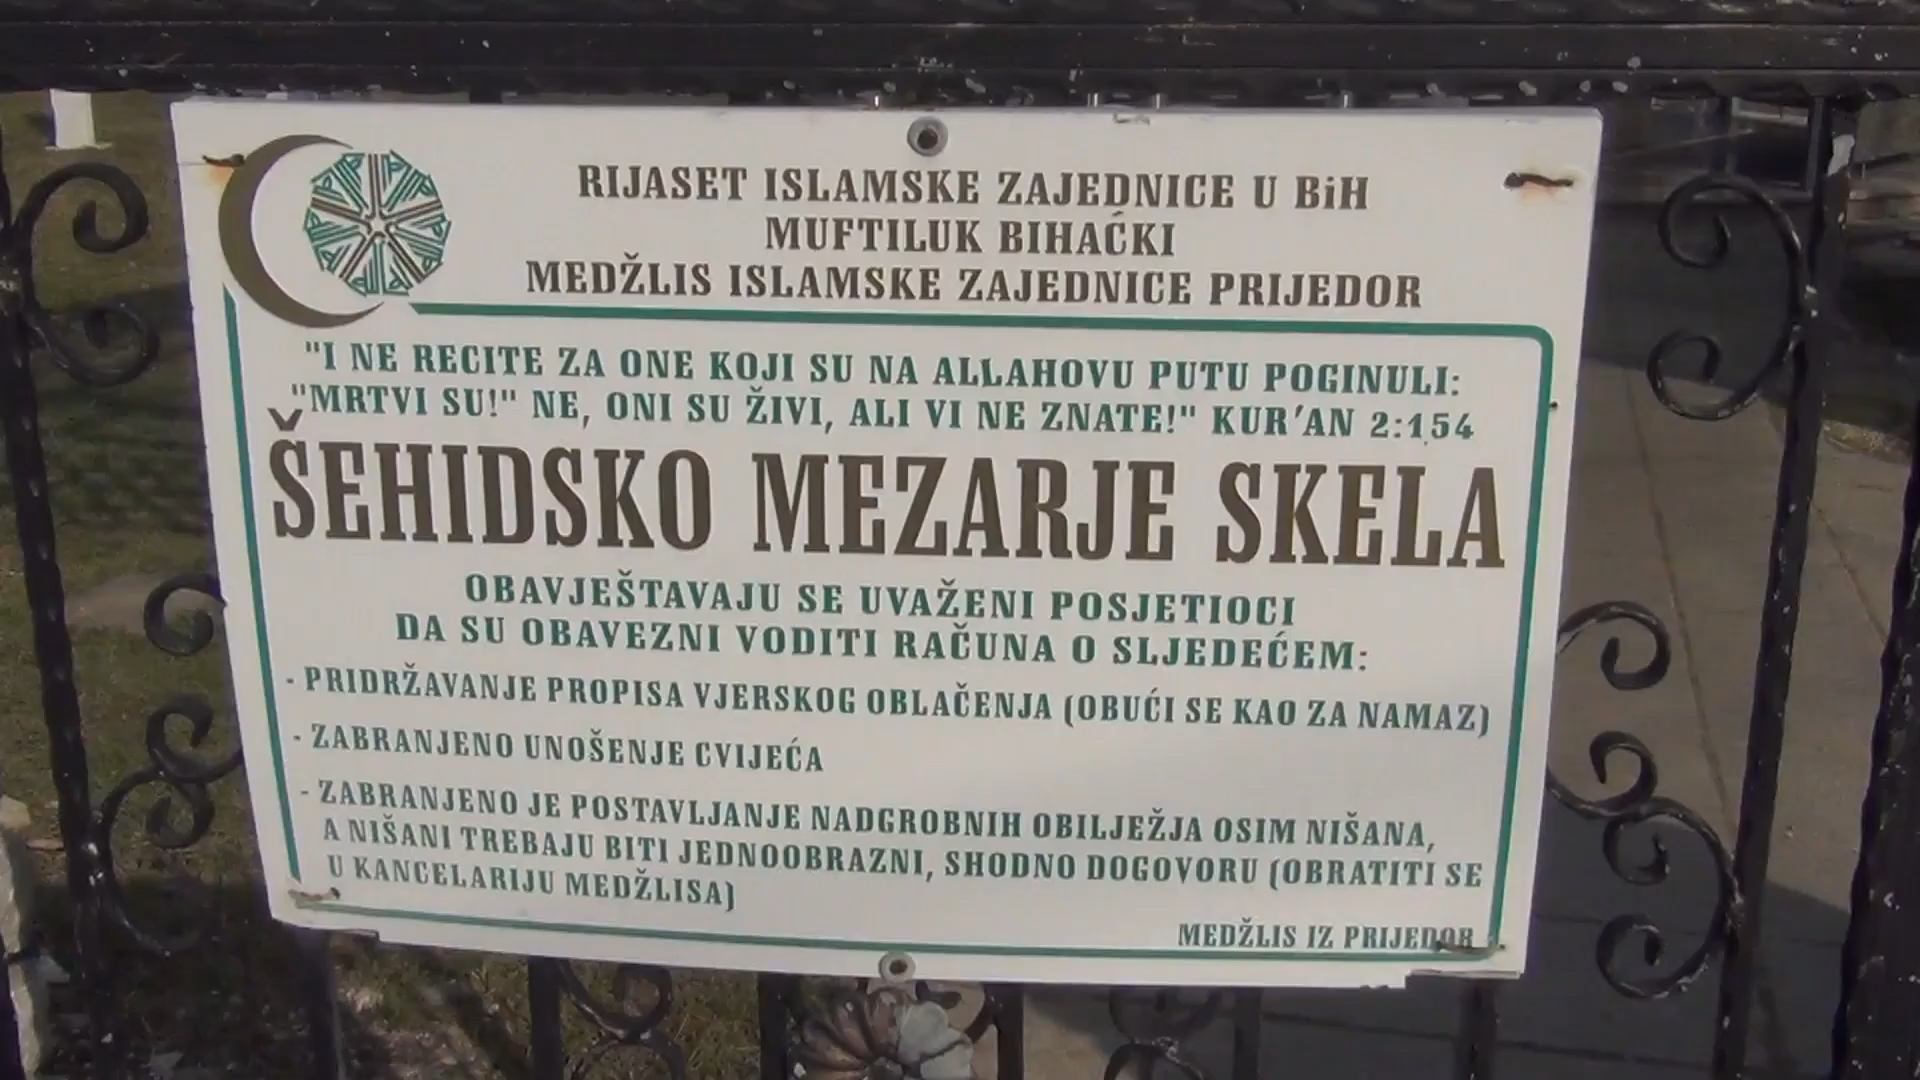 RIJASET ISLAMSKE ZAJEDNICE U BiH
MUFTILUK BIHAĆKI
MEDŽLIS ISLAMSKE ZAJEDNICE PRIJEDOR
"I NE RECITE ZA ONE KOJI SU NA ALLAHOVU PUTU POGINULI:
"MRTVI SU!" NE, ONI SU ŽIVI, ALI VI NE ZNATE!" KUR'AN 2:154
ŠEHIDSKO MEZARJE SKELA
OBAVJEŠTAVAJU SE UVAŽENI POSJETIOCI
DA SU OBAVEZNI VODITI RAČUNA O SLJEDEĆEM:
- PRIDRŽAVANJE PROPISA VJERSKOG OBLAČENJA (OBUĆI SE KAO ZA NAMAZ)
- ZABRANJENO UNOŠENJE CVIJEĆA
- ZABRANJENO JE POSTAVLJANJE NADGROBNIH OBILJEŽJA OSIM NIŠANA,
A NIŠANI TREBAJU BITI JEDNOOBRAZNI, SHODNO DOGOVORU (OBRATITI SE
U KANCELARIJU MEDŽLISA)
MEDŽLIS IZ PRIJEDOR